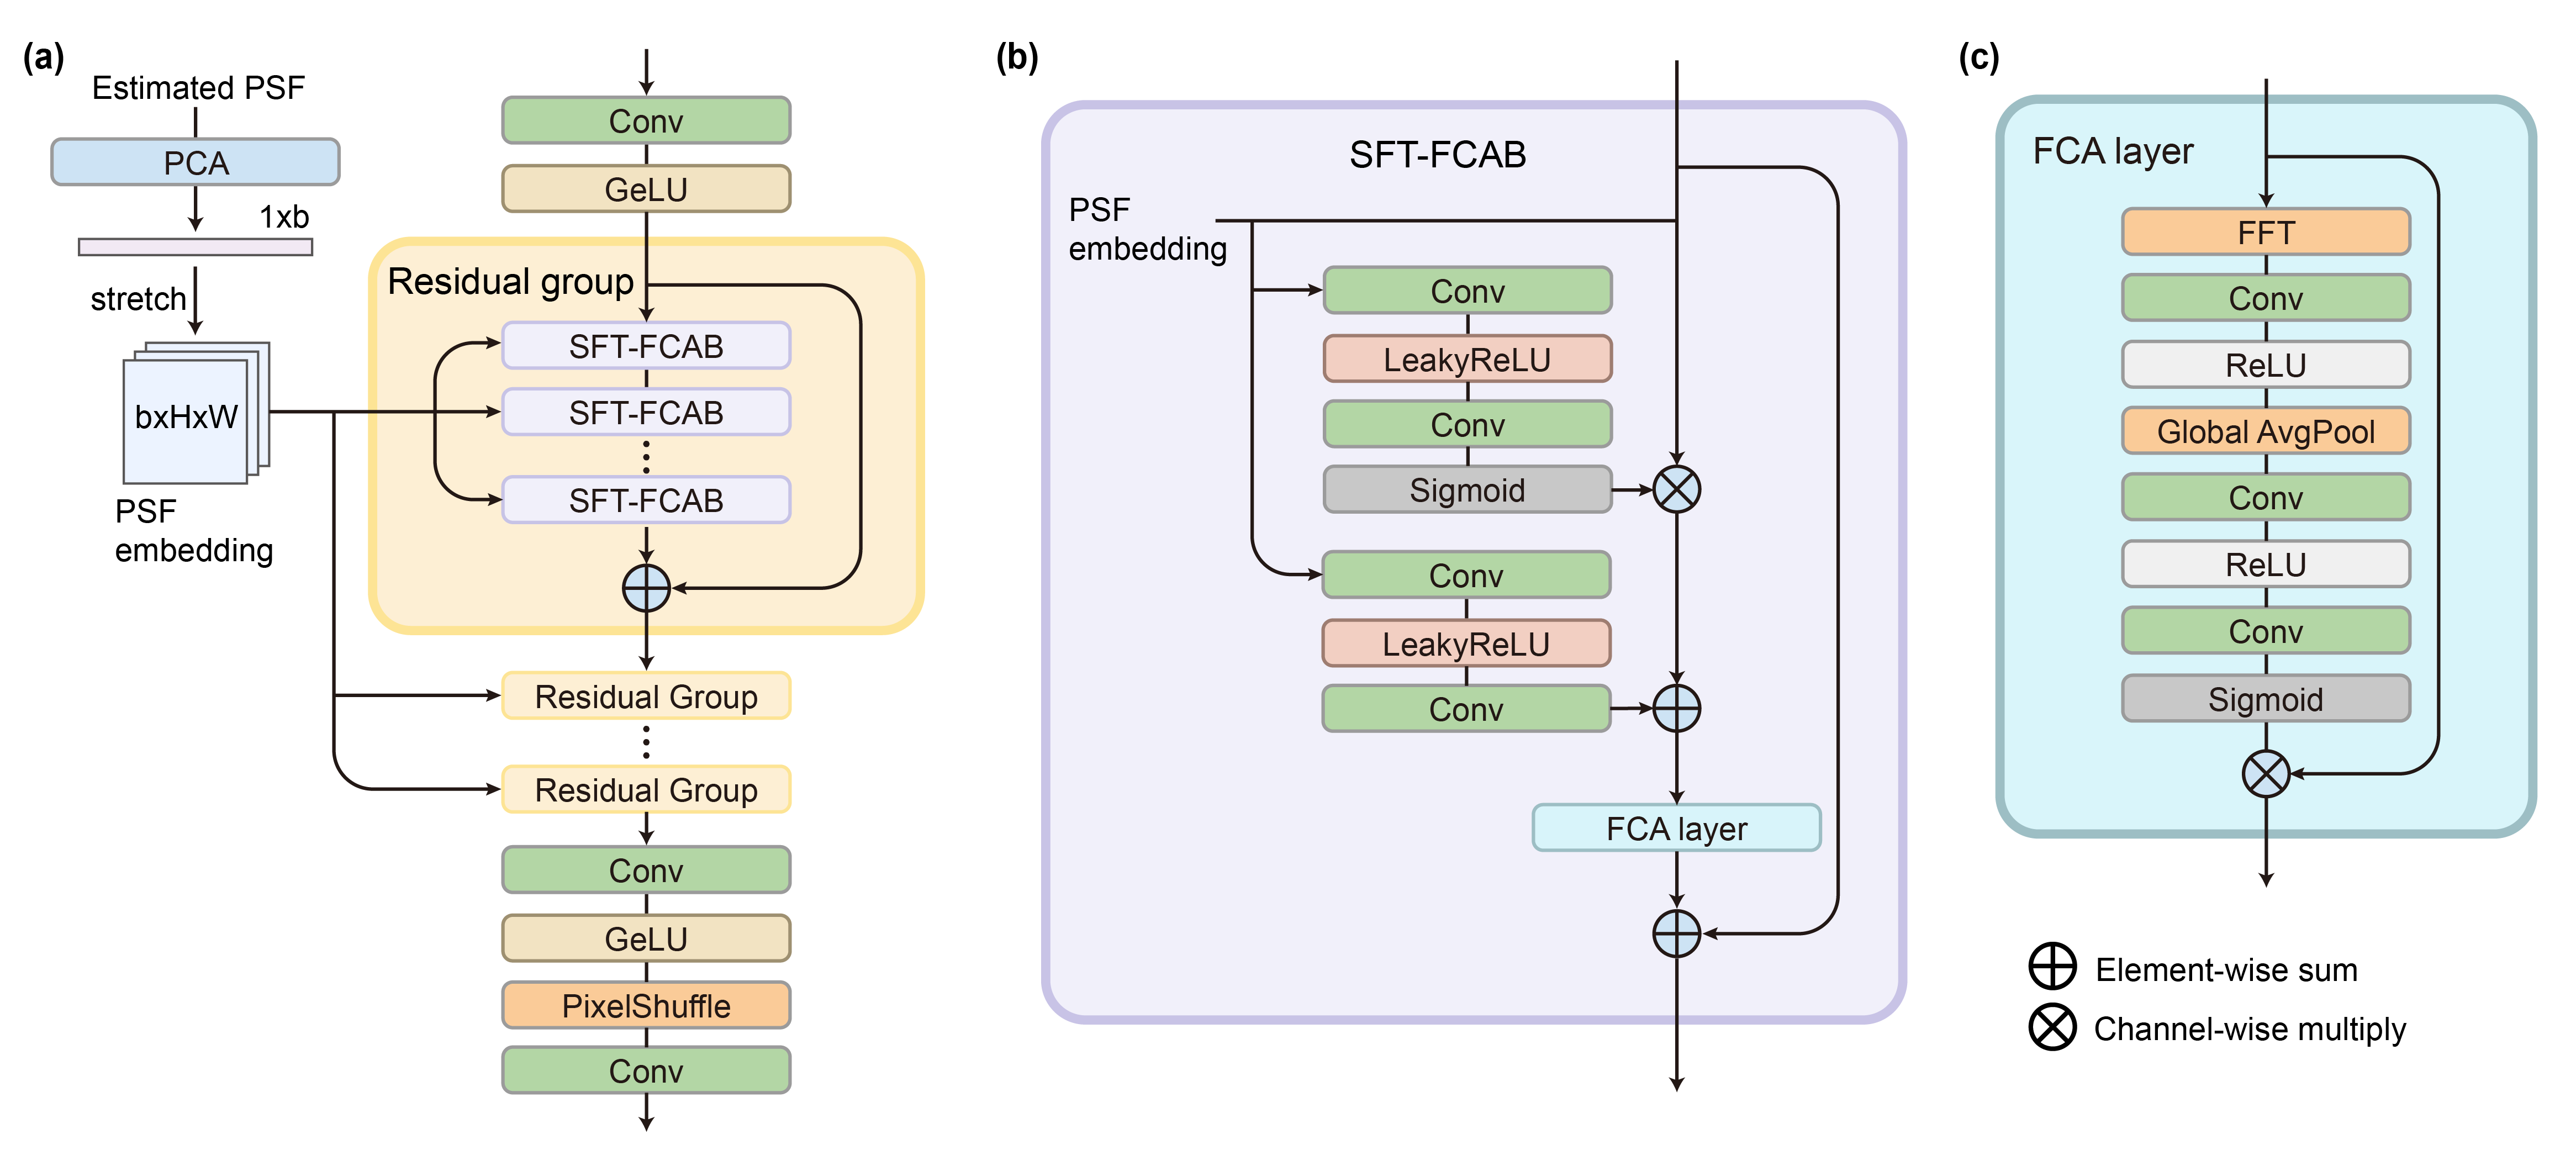 (a)
Estimated PSF
PCA
1xb
stretch
bxHxW
PSF
embedding
Conv
GeLU
Residual group
SFT-FCAB
SFT-FCAB
SFT-FCAB
Residual Group
Residual Group
Conv
GeLU
PixelShuffle
Conv
(b)
SFT-FCAB
PSF
embedding
Conv
LeakyReLU
Conv
Sigmoid
Conv
LeakyReLU
Conv
FCA layer
(c)
FCA layer
FFT
Conv
ReLU
Global AvgPool
Conv
ReLU
Conv
Sigmoid
Element-wise sum
Channel-wise multiply